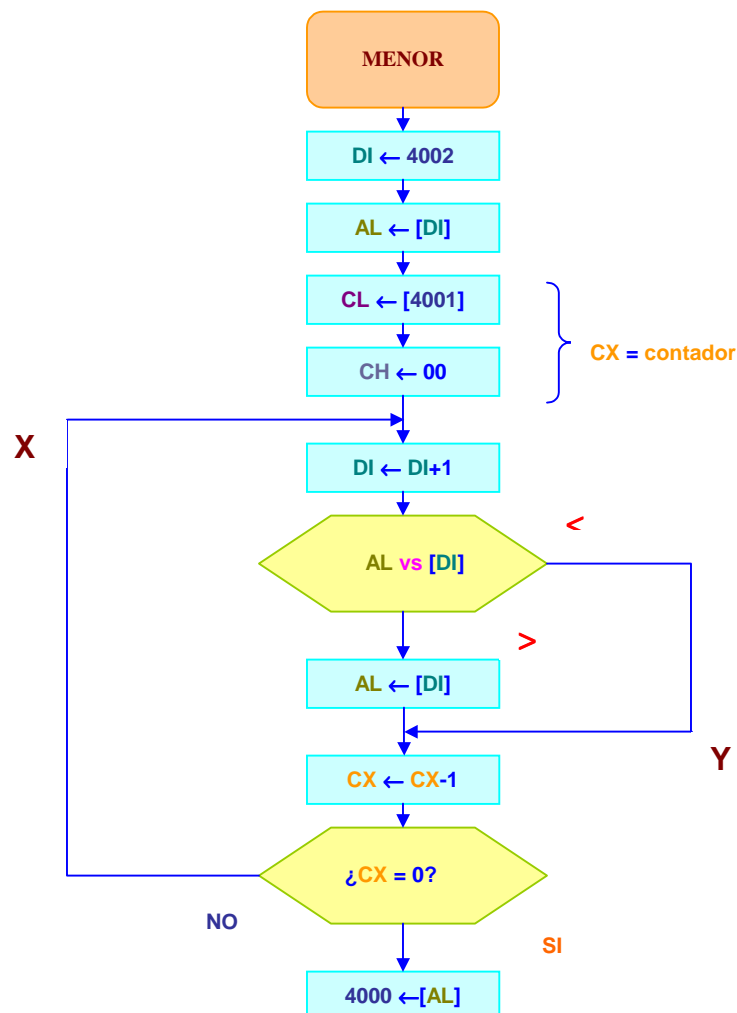 MENOR
DI ← 4002
AL ← [DI]
CL ← [4001]
CX = contador
CH ← 00
X
DI ← DI+1
<
AL vs [DI]
>
AL ← [DI]
Y
CX ← CX-1
¿CX = 0?
NO
SI
4000 ←[AL]